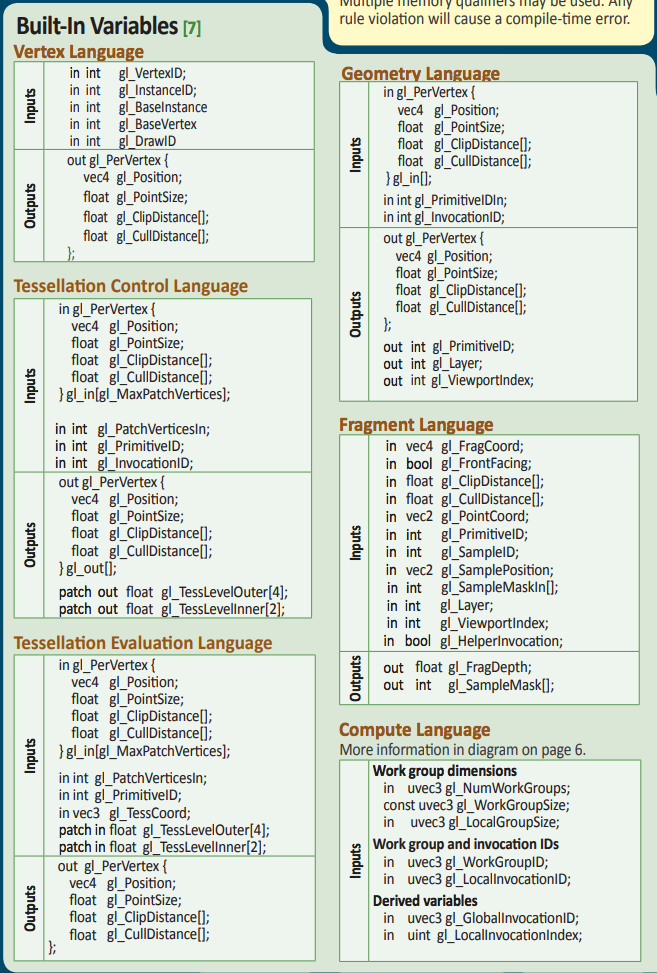 Built-In Variables [7]
Vertex Language
Inputs
in int gl_VertexID;
in int gl_InstanceID;
in int gl_BaseInstance
in int gl_BaseVertex
in int gl_DrawID
Outputs
out gl_PerVertex {
vec4 gl_Position;
float gl_PointSize;
float gl_ClipDistance[];
float gl_CullDistance[];
};
Tessellation Control Language
Inputs
in gl_PerVertex {
vec4 gl_Position;
float gl_PointSize;
float gl_ClipDistance[];
float gl_CullDistance[];
} gl_in[gl_MaxPatchVertices];
in int gl_PatchVerticesIn;
in int gl_PrimitiveID;
in int gl_InvocationID;
Outputs
out gl_PerVertex {
vec4 gl_Position;
float gl_PointSize;
float gl_ClipDistance[];
float gl_CullDistance[];
} gl_out[];
patch out float gl_TessLevelOuter[4];
patch out float gl_TessLevelInner[2];
Tessellation Evaluation Language
Inputs
in gl_PerVertex {
vec4 gl_Position;
float gl_PointSize;
float gl_ClipDistance[];
float gl_CullDistance[];
} gl_in[gl_MaxPatchVertices];
in int gl_PatchVerticesIn;
in int gl_PrimitiveID;
in vec3 gl_TessCoord;
patch in float gl_TessLevelOuter[4];
patch in float gl_TessLevelInner[2];
Outputs
out gl_PerVertex {
vec4 gl_Position;
float gl_PointSize;
float gl_ClipDistance[];
float gl_CullDistance[];
};
Multiple memory qualifiers may be used. Any
rule violation will cause a compile-time error.
Geometry Language
Inputs
in gl_PerVertex {
vec4 gl_Position;
float gl_PointSize;
float gl_ClipDistance[];
float gl_CullDistance[];
} gl_in[];
in int gl_PrimitiveIDIn;
in int gl_InvocationID;
Outputs
out gl_PerVertex {
vec4 gl_Position;
float gl_PointSize;
float gl_ClipDistance[];
float gl_CullDistance[];
};
out int gl_PrimitiveID;
out int gl_Layer;
out int gl_ViewportIndex;
Fragment Language
Inputs
in vec4 gl_FragCoord;
in bool gl_FrontFacing;
in float gl_ClipDistance[];
in float gl_CullDistance[];
in vec2 gl_PointCoord;
in int gl_PrimitiveID;
in int gl_SampleID;
in vec2 gl_SamplePosition;
in int gl_SampleMaskIn[];
in int gl_Layer;
in int gl_ViewportIndex;
in bool gl_HelperInvocation;
Outputs
out float gl_FragDepth;
out int gl_SampleMask[];
Compute Language
More information in diagram on page 6.
Inputs
Work group dimensions
in uvec3 gl_NumWorkGroups;
const uvec3 gl_WorkGroupSize;
in uvec3 gl_LocalGroupSize;
Work group and invocation IDs
in uvec3 gl_WorkGroupID;
in uvec3 gl_LocalInvocationID;
Derived variables
in uvec3 gl_GlobalInvocationID;
in uint gl_LocalInvocationIndex;